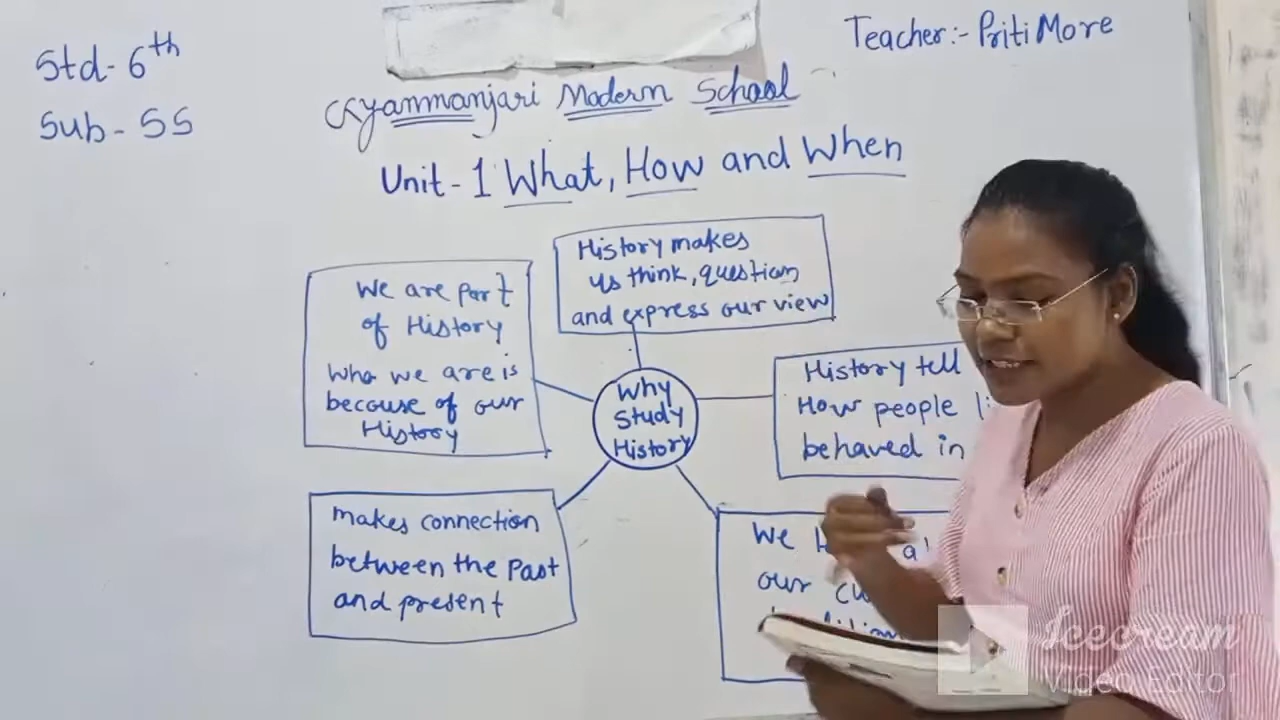 Std- 6th
Sub- SS
Teacher:- Priti More
Gyanmanjari Modern School
Unit- 1 What, How and When
History makes
us think, question
and express our view
We are part
of History
who we are is
becouse of our
History
Why
Study
History
History tell
How people
behaved in
makes connection
between the Past
and present
We
our
Icecream
Video Editor